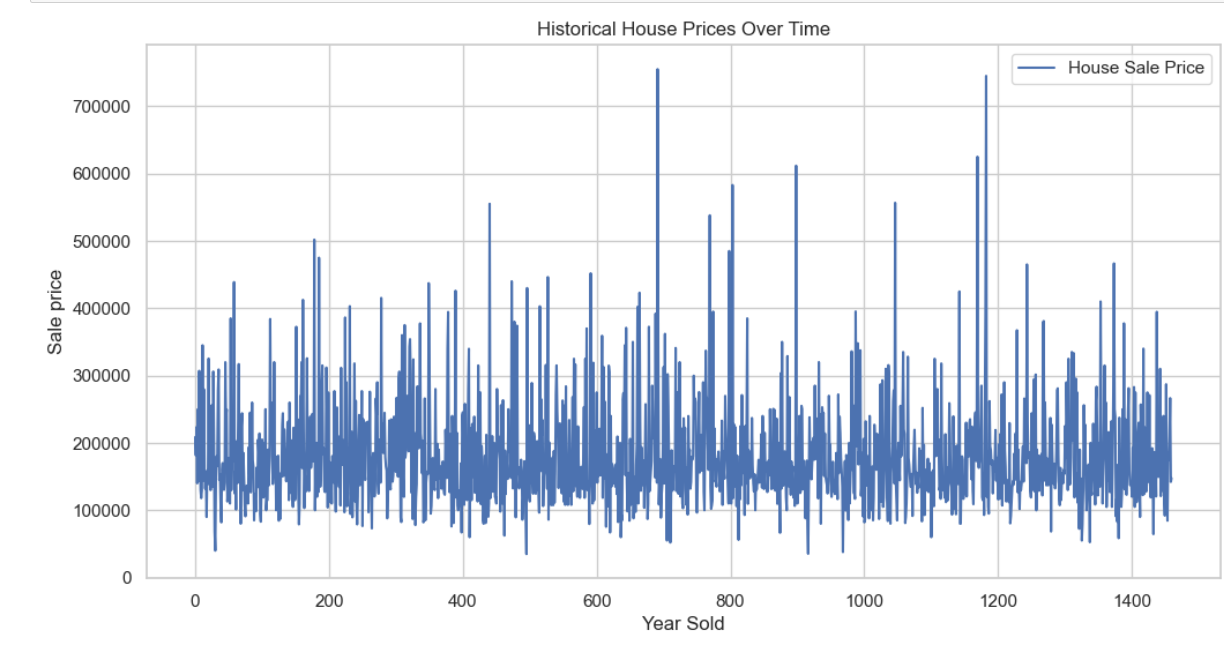 Historical House Prices Over Time
House Sale Price
700000
600000
500000
400000
300000
200000
100000
0
Sale price
0 200 400 600 800 1000 1200 1400
Year Sold